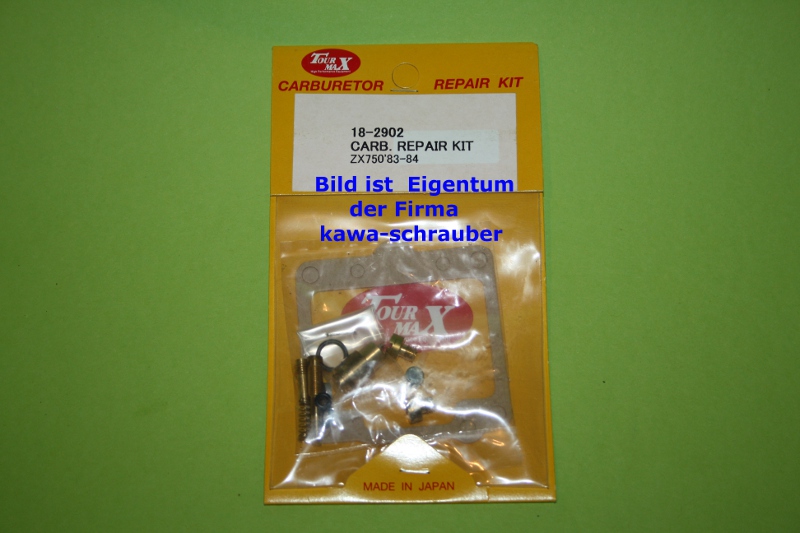 TOUR MAX
CARBURETOR REPAIR KIT
18-2902
CARB. REPAIR KIT
ZX750'83-84
Bild ist Eigentum
der Firma
kawa-schrauber
TOUR
MAX
MADE IN JAPAN